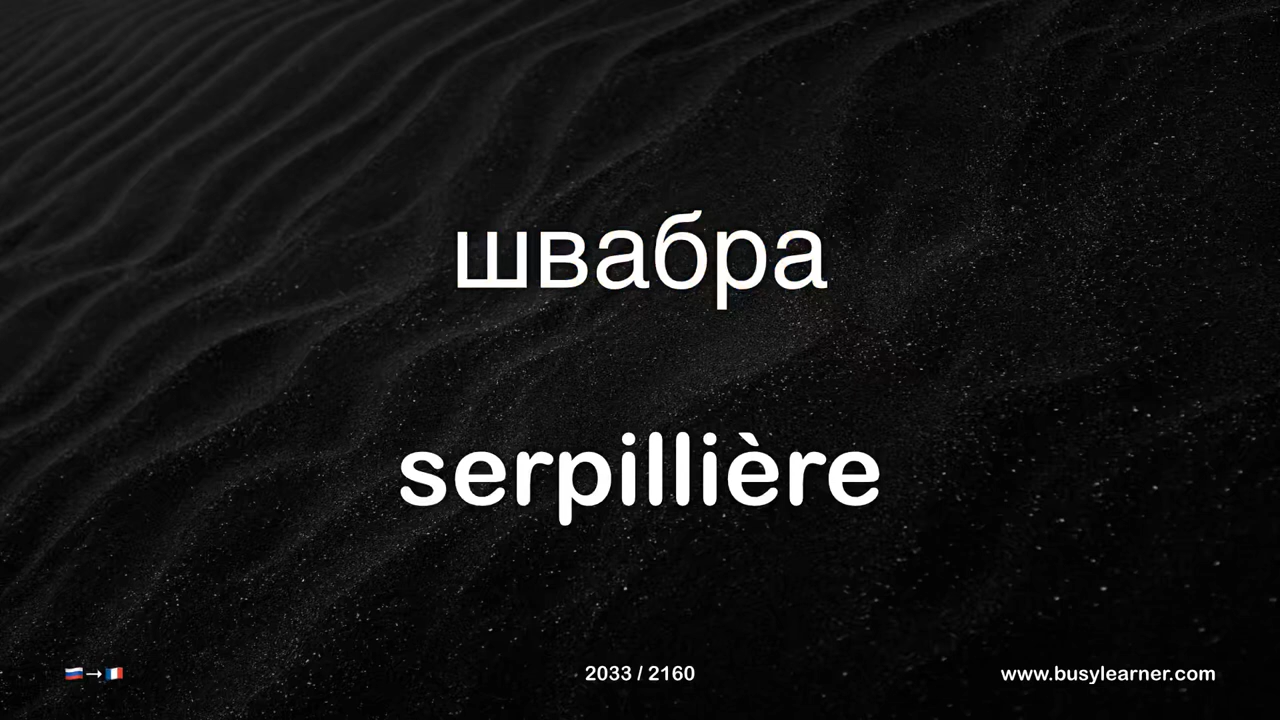 швабра
serpillière
🇷🇺→🇫🇷
2033 / 2160
www.busylearner.com